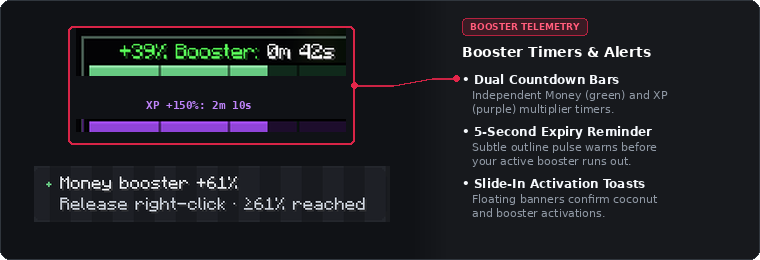 +39% Booster: 0m 42s
XP +150%: 2m 10s
+ Money booster +61%
Release right-click · ≥61% reached
BOOSTER TELEMETRY
Booster Timers & Alerts
• Dual Countdown Bars
Independent Money (green) and XP
(purple) multiplier timers.
• 5-Second Expiry Reminder
Subtle outline pulse warns before
your active booster runs out.
• Slide-In Activation Toasts
Floating banners confirm coconut
and booster activations.